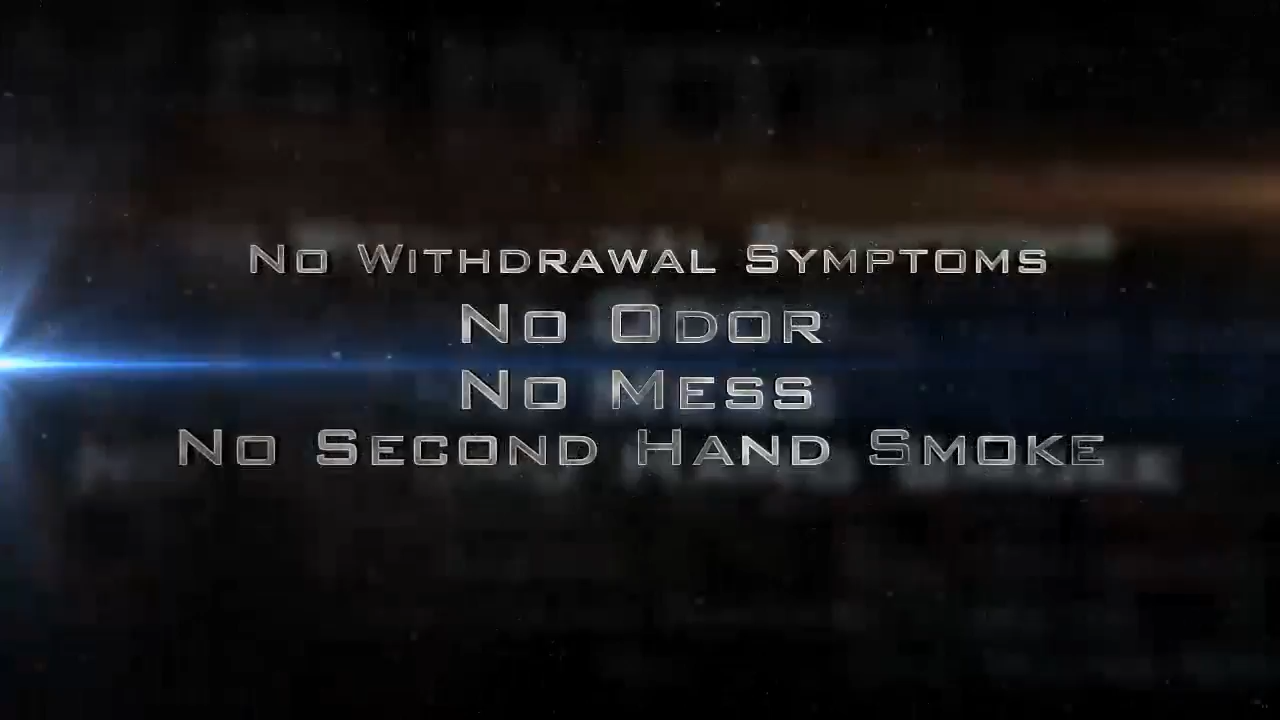 No Withdrawal Symptoms
No Odor
No Mess
No Second Hand Smoke